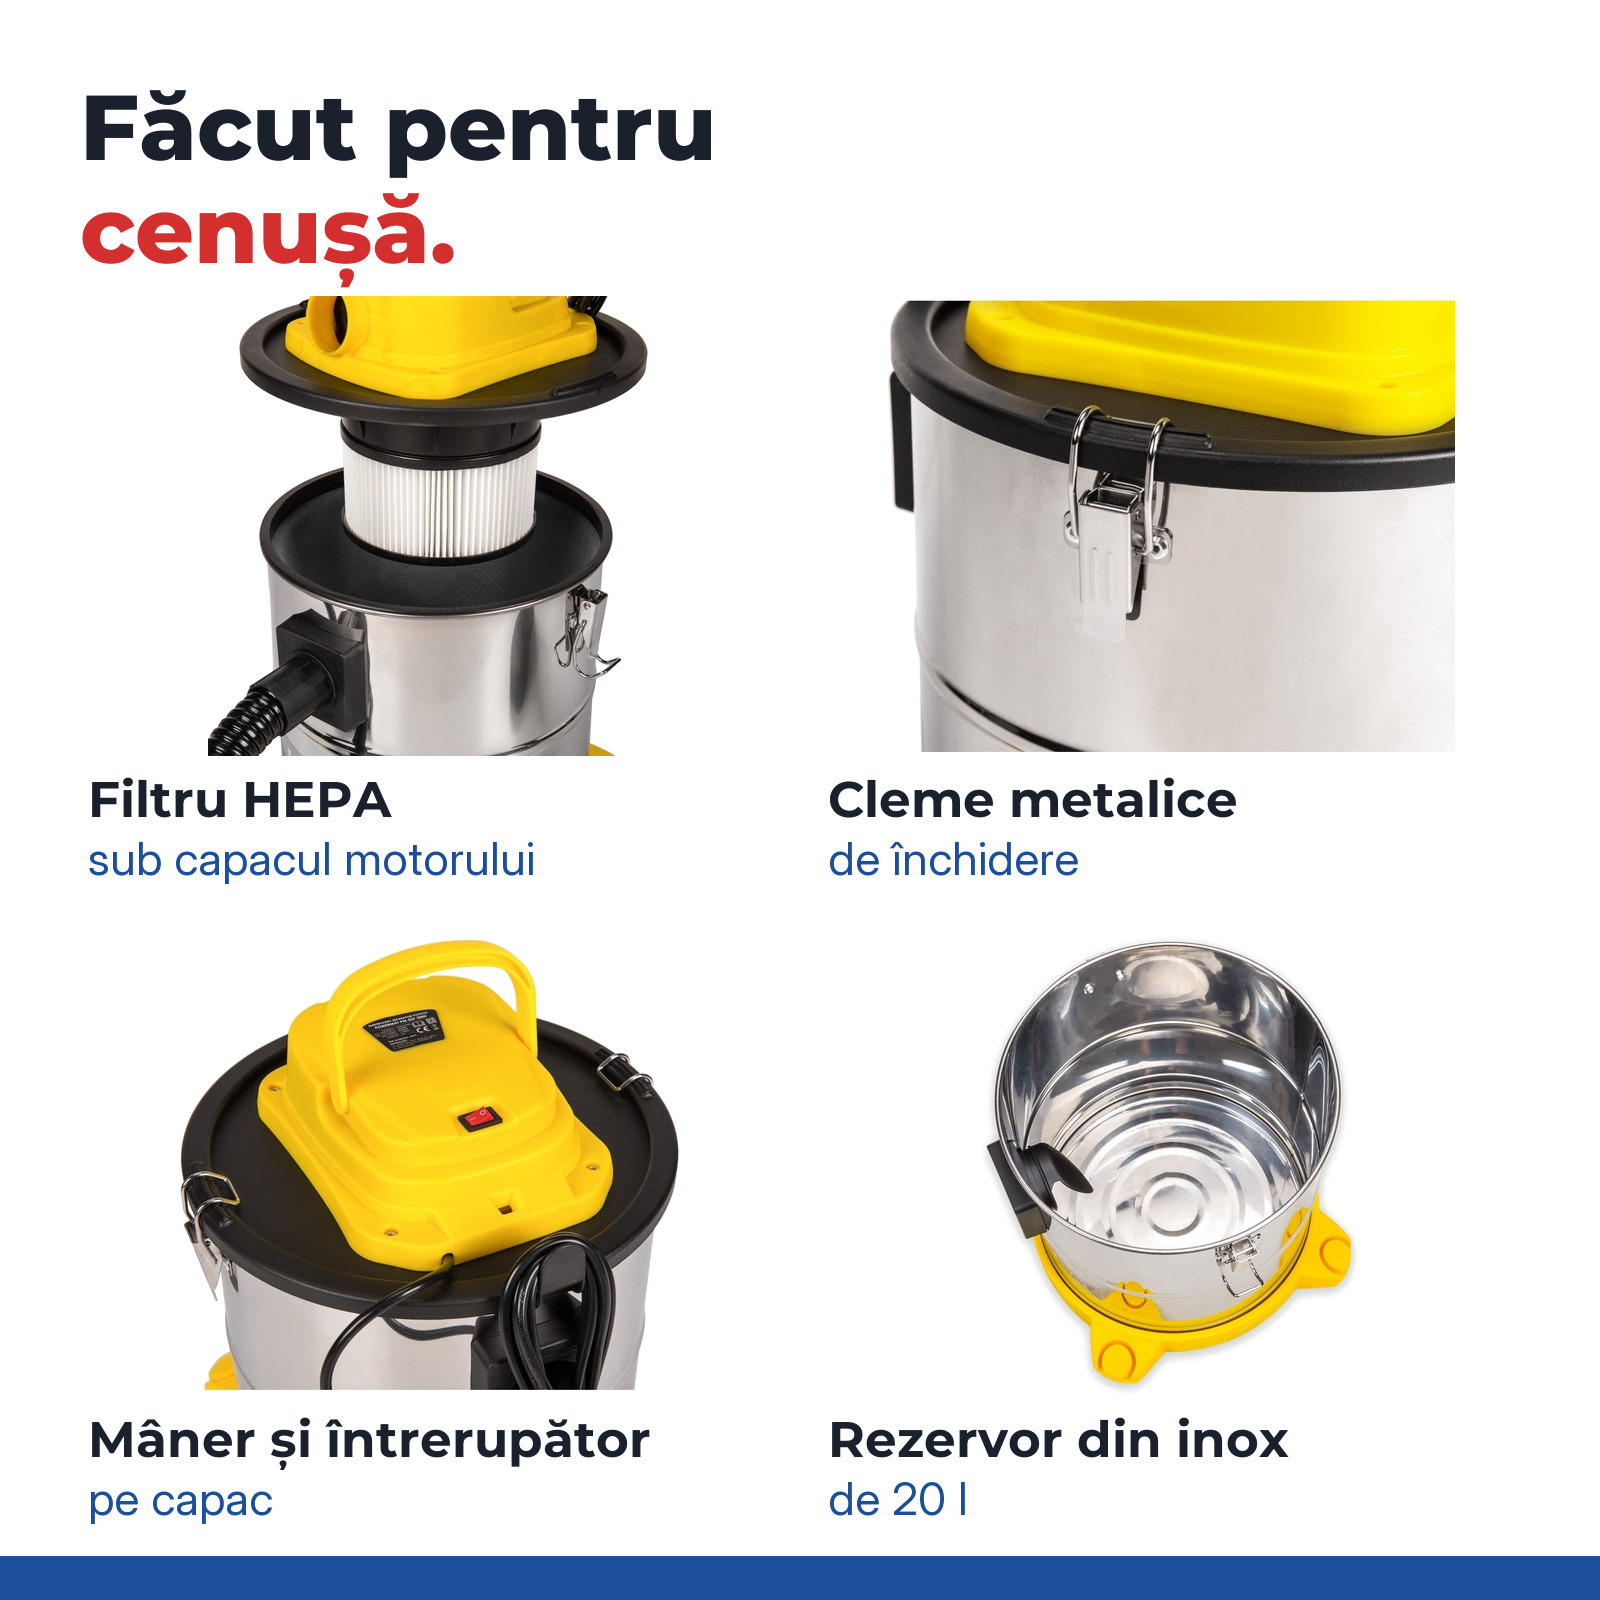 Făcut pentru
cenușă.
Filtru HEPA
sub capacul motorului
Cleme metalice
de închidere
Mâner și întrerupător
pe capac
Rezervor din inox
de 20 l